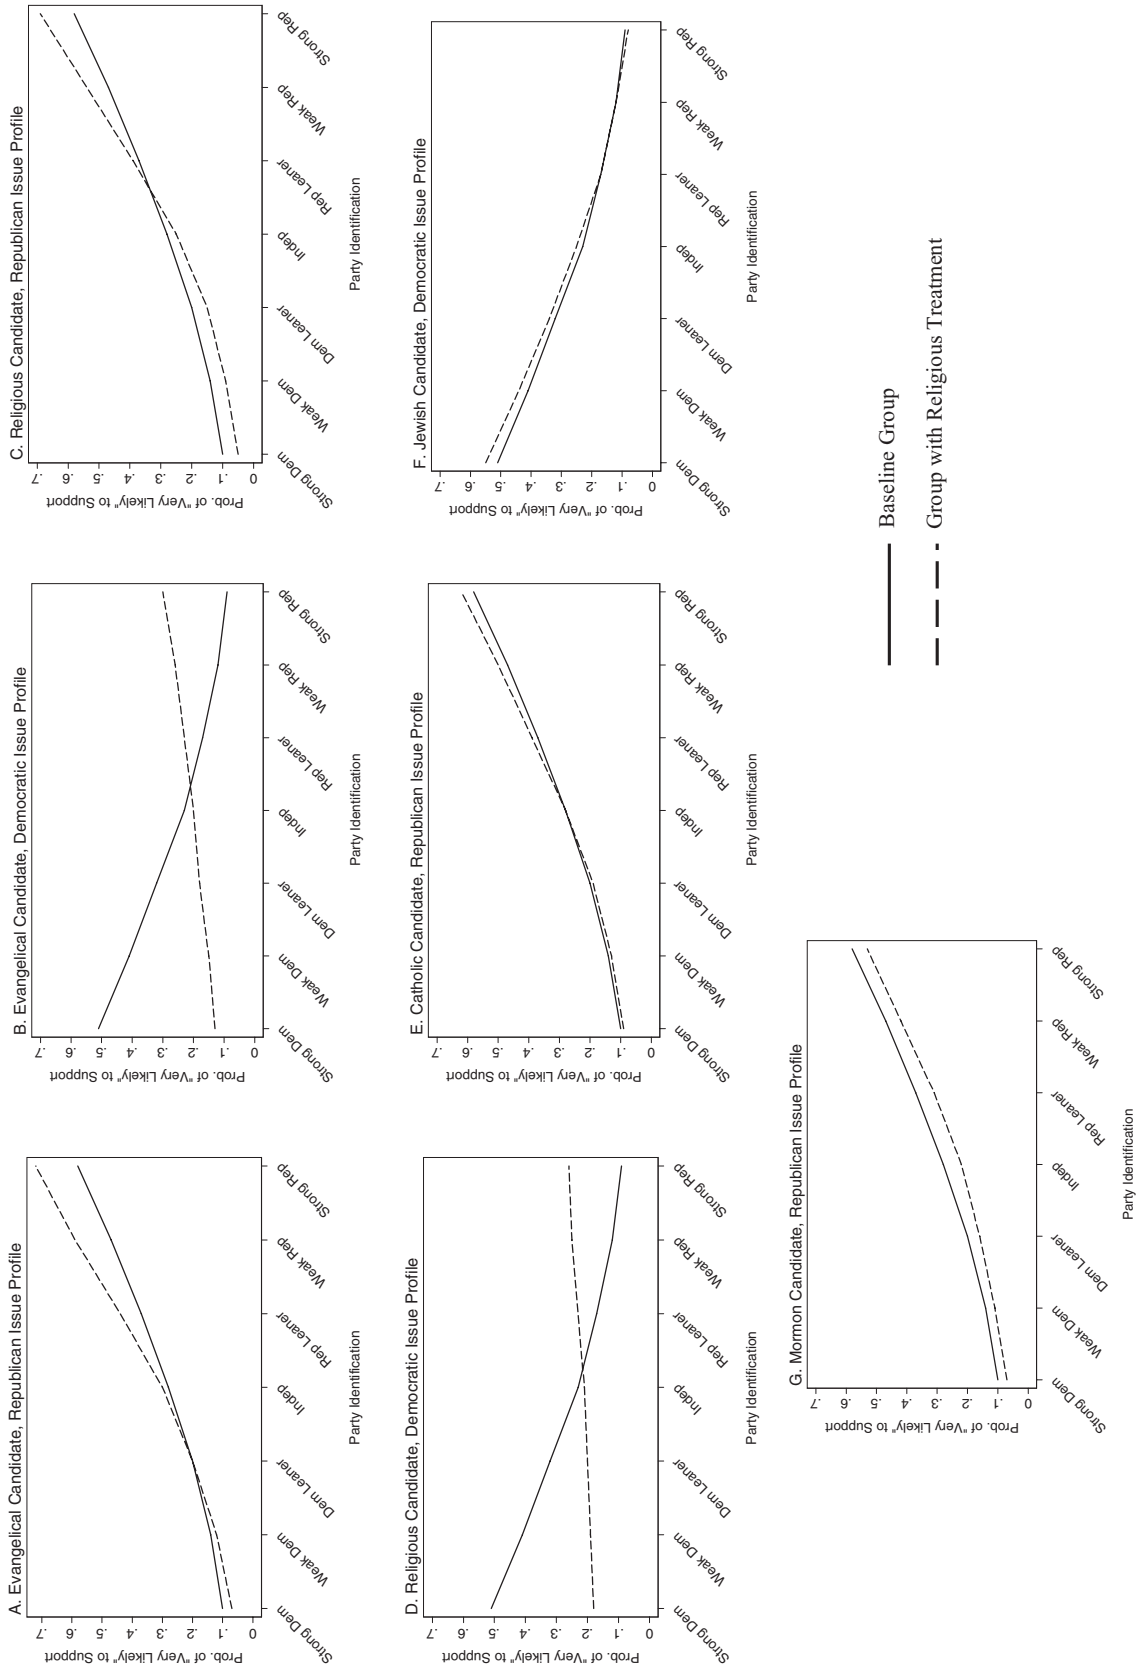 A. Evangelical Candidate, Republican Issue Profile
Prob. of "Very Likely" to Support
0 .1 .2 .3 .4 .5 .6 .7
Strong Dem Weak Dem Dem Leaner Indep Rep Leaner Weak Rep Strong Rep
Party Identification
B. Evangelical Candidate, Democratic Issue Profile
Prob. of "Very Likely" to Support
0 .1 .2 .3 .4 .5 .6 .7
Strong Dem Weak Dem Dem Leaner Indep Rep Leaner Weak Rep Strong Rep
Party Identification
C. Religious Candidate, Republican Issue Profile
Prob. of "Very Likely" to Support
0 .1 .2 .3 .4 .5 .6 .7
Strong Dem Weak Dem Dem Leaner Indep Rep Leaner Weak Rep Strong Rep
Party Identification
D. Religious Candidate, Democratic Issue Profile
Prob. of "Very Likely" to Support
0 .1 .2 .3 .4 .5 .6 .7
Strong Dem Weak Dem Dem Leaner Indep Rep Leaner Weak Rep Strong Rep
Party Identification
E. Catholic Candidate, Republican Issue Profile
Prob. of "Very Likely" to Support
0 .1 .2 .3 .4 .5 .6 .7
Strong Dem Weak Dem Dem Leaner Indep Rep Leaner Weak Rep Strong Rep
Party Identification
F. Jewish Candidate, Democratic Issue Profile
Prob. of "Very Likely" to Support
0 .1 .2 .3 .4 .5 .6 .7
Strong Dem Weak Dem Dem Leaner Indep Rep Leaner Weak Rep Strong Rep
Party Identification
G. Mormon Candidate, Republican Issue Profile
Prob. of "Very Likely" to Support
0 .1 .2 .3 .4 .5 .6 .7
Strong Dem Weak Dem Dem Leaner Indep Rep Leaner Weak Rep Strong Rep
Party Identification
Baseline Group
Group with Religious Treatment